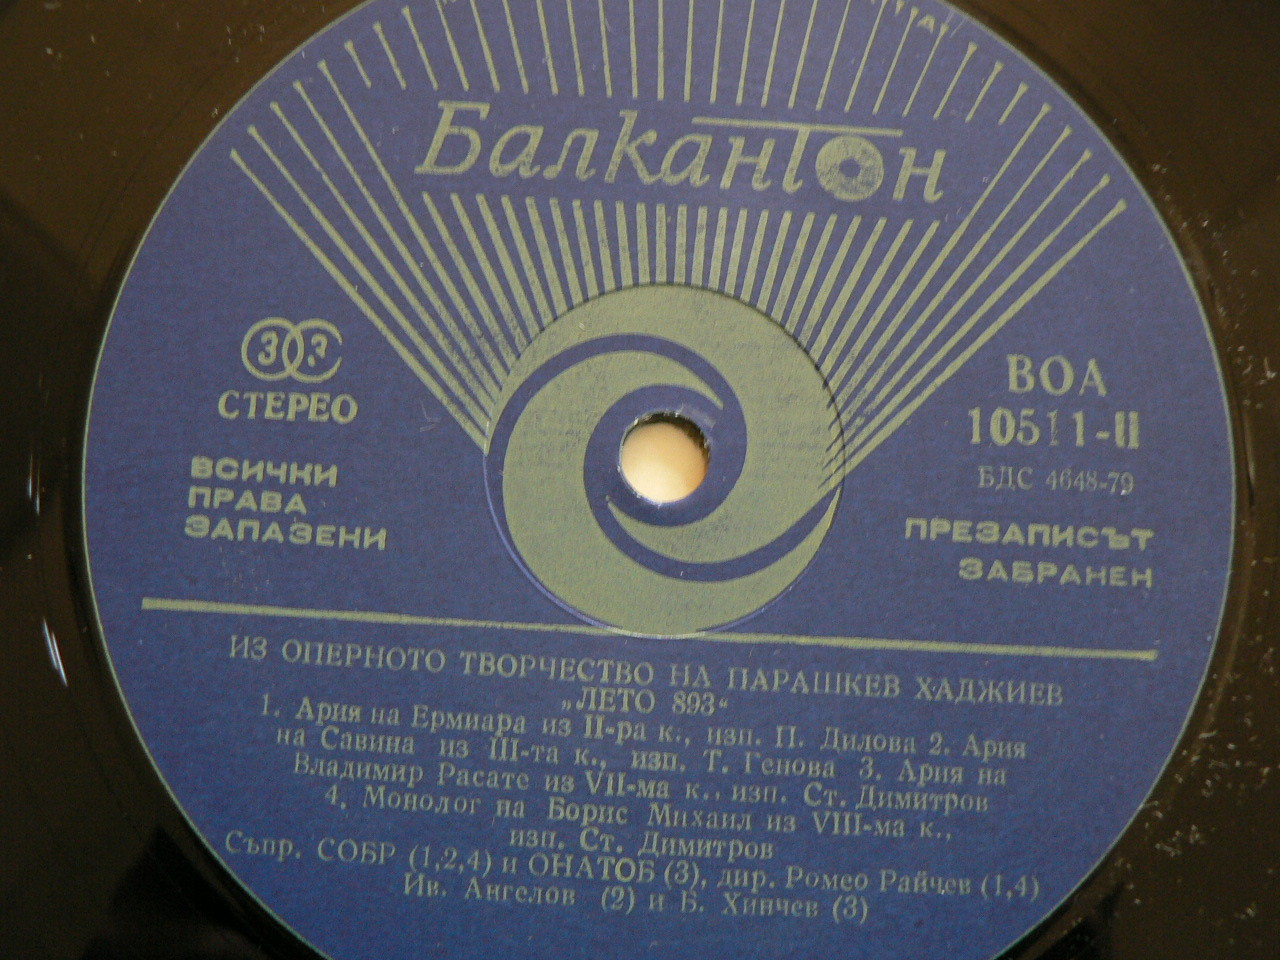 Балкантон
33
СТЕРЕО
ВСИЧКИ
ПРАВА
ЗАПАЗЕНИ
ВОА
10511-II
БДС 4648-79
ПРЕЗАПИСЪТ
ЗАБРАНЕН
ИЗ ОПЕРНОТО ТВОРЧЕСТВО НА ПАРАШКЕВ ХАДЖИЕВ
„ЛЕТО 893“
1. Ария на Ермиара из II-ра к., изп. П. Дилова 2. Ария
на Савина из III-та к., изп. Т. Генова 3. Ария на
Владимир Расате из VII-ма к., изп. Ст. Димитров
4. Монолог на Борис Михаил из VIII-ма к.,
изп. Ст. Димитров
Съпр. СОБР (1,2,4) и ОНАТОБ (3), дир. Ромео Райчев (1,4)
Ив. Ангелов (2) и Б. Хинчев (3)